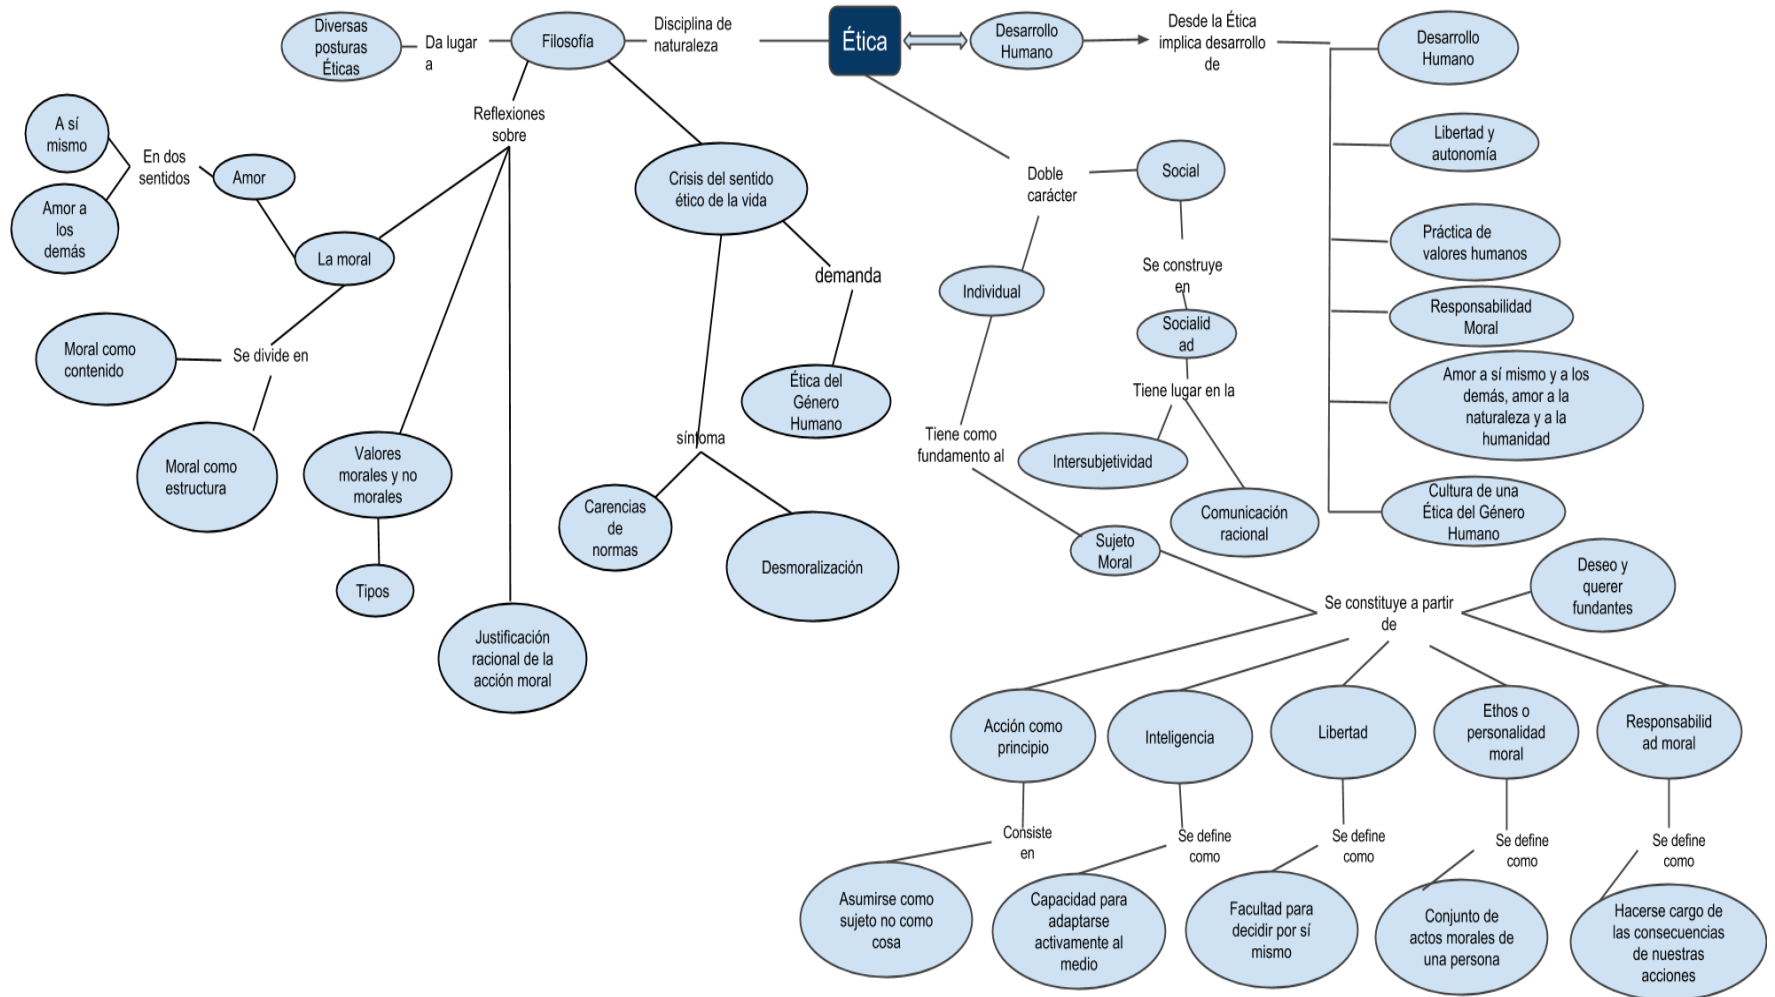 Diversas
posturas
Éticas
Da lugar
a
Filosofía
Disciplina de
naturaleza
Ética
Desarrollo
Humano
Desde la Ética
implica desarrollo
de
Desarrollo
Humano
Reflexiones
sobre
A sí
mismo
En dos
sentidos
Amor
Amor a
los
demás
La moral
Crisis del sentido
ético de la vida
Doble
carácter
Social
Libertad y
autonomía
Práctica de
valores humanos
demanda
Individual
Se construye
en
Responsabilidad
Moral
Socialid
ad
Moral como
contenido
Se divide en
Ética del
Género
Humano
Tiene lugar en la
Amor a sí mismo y a los
demás, amor a la
naturaleza y a la
humanidad
síntoma
Tiene como
fundamento al
Intersubjetividad
Moral como
estructura
Valores
morales y no
morales
Carencias
de
normas
Comunicación
racional
Cultura de una
Ética del Género
Humano
Desmoralización
Sujeto
Moral
Tipos
Deseo y
querer
fundantes
Se constituye a partir
de
Justificación
racional de la
acción moral
Acción como
principio
Inteligencia
Libertad
Ethos o
personalidad
moral
Responsabilid
ad moral
Consiste
en
Se define
como
Se define
como
Se define
como
Se define
como
Asumirse como
sujeto no como
cosa
Capacidad para
adaptarse
activamente al
medio
Facultad para
decidir por sí
mismo
Conjunto de
actos morales de
una persona
Hacerse cargo de
las consecuencias
de nuestras
acciones